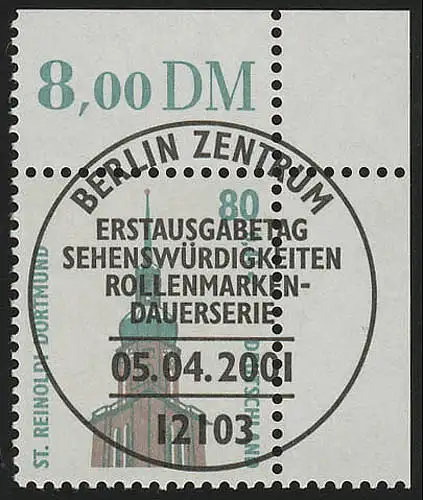 8,00 DM
BERLIN ZENTRUM
80
ERSTAUSGABETAG
SEHENSWÜRDIGKEITEN
ROLLENMARKEN-
DAUERSERIE
05.04.2001
12103
ST. REINOLDI DORTMUND
DEUTSCHLAND